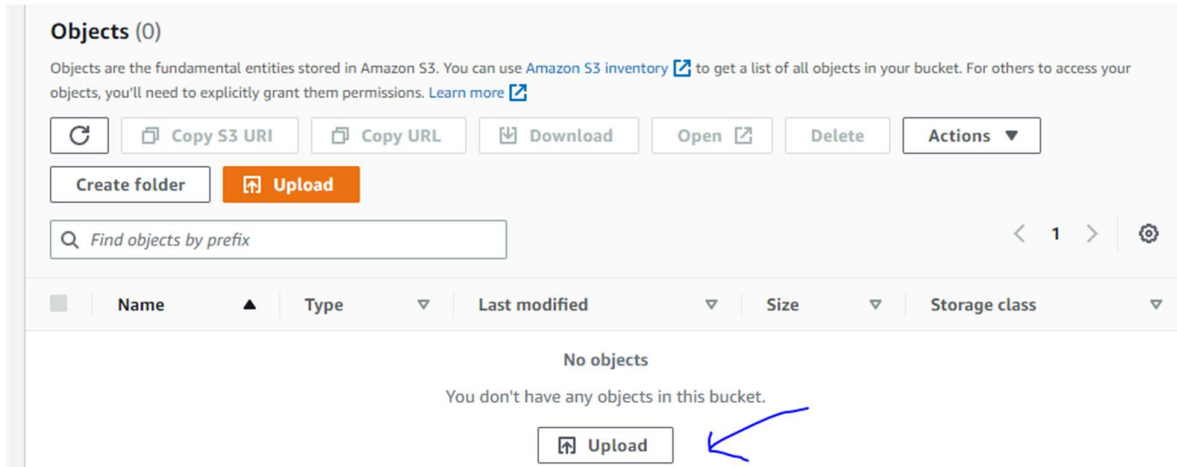 Objects (0)
Objects are the fundamental entities stored in Amazon S3. You can use Amazon S3 inventory to get a list of all objects in your bucket. For others to access your
objects, you'll need to explicitly grant them permissions. Learn more
Copy S3 URI Copy URL Download Open Delete Actions
Create folder Upload
Find objects by prefix 1
Name Type Last modified Size Storage class
No objects
You don't have any objects in this bucket.
Upload